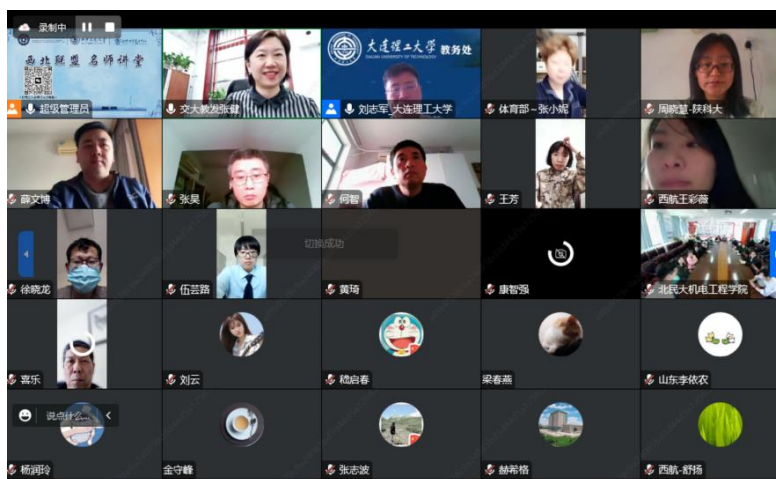 录制中
西北联盟名师讲堂
超级管理员
交大教发张健
大连理工大学 教务处
DALIAN UNIVERSITY OF TECHNOLOGY
刘志军_大连理工大学
体育部~张小妮
周晓慧-陕科大
薛文博
张昊
何智
王芳
西航王彩薇
徐晓龙
伍芸路
切换成功
黄琦
康智强
北民大机电工程学院
喜乐
刘云
嵇启春
梁春燕
山东李依农
说点什么...
杨润玲
金守峰
张志波
赫希格
西航-舒扬